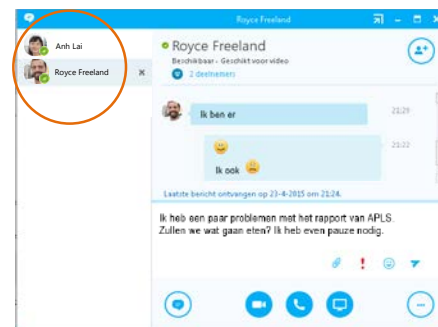 Royce Freeland
Anh Lai
Royce Freeland
Royce Freeland
Beschikbaar - Geschikt voor video
2 deelnemers
Ik ben er
21:20
21:22
Ik ook
Laatste bericht ontvangen op 23-4-2015 om 21:24.
Ik heb een paar problemen met het rapport van APLS.
Zullen we wat gaan eten? Ik heb even pauze nodig.